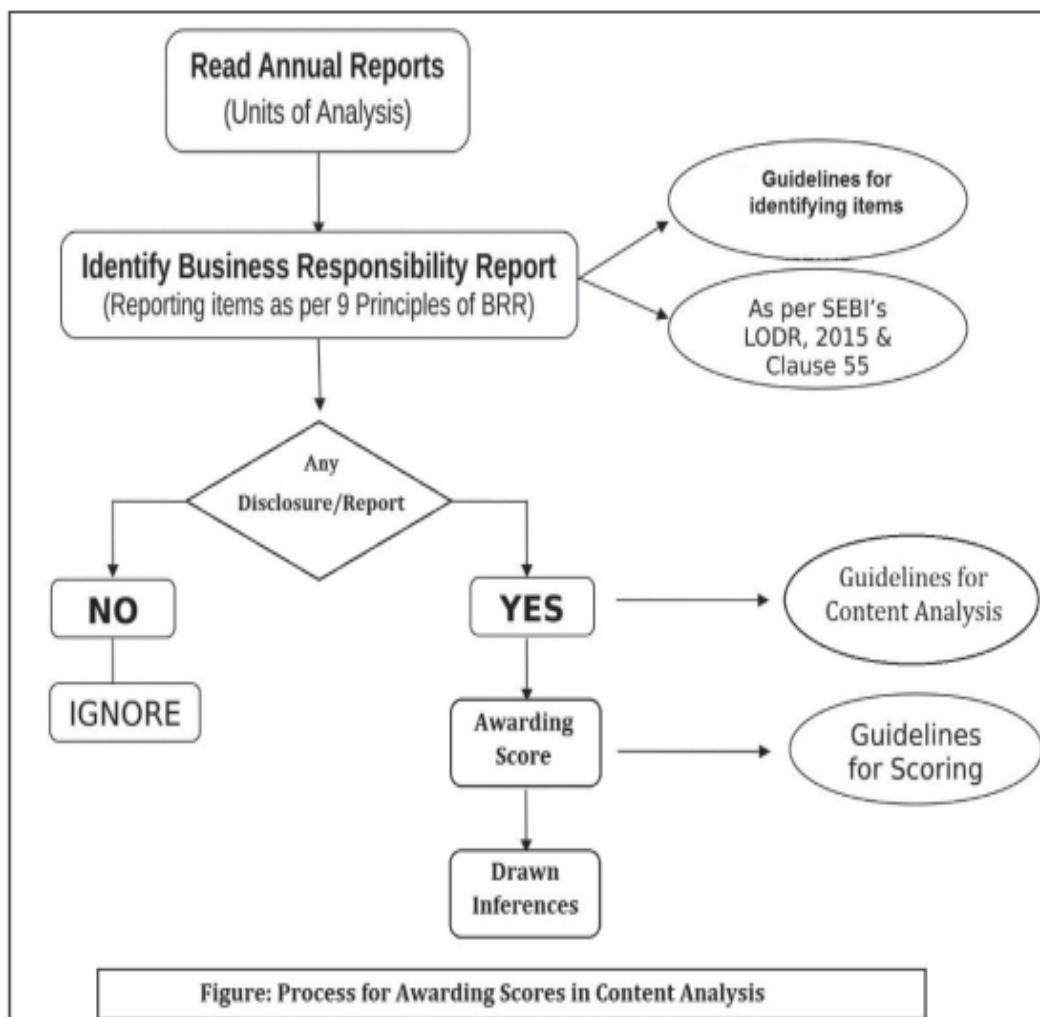 Read Annual Reports
(Units of Analysis)
Guidelines for
identifying items
Identify Business Responsibility Report
(Reporting items as per 9 Principles of BRR)
As per SEBI's
LODR, 2015 &
Clause 55
Any
Disclosure/Report
NO
YES
Guidelines for
Content Analysis
IGNORE
Awarding
Score
Guidelines
for Scoring
Drawn
Inferences
Figure: Process for Awarding Scores in Content Analysis